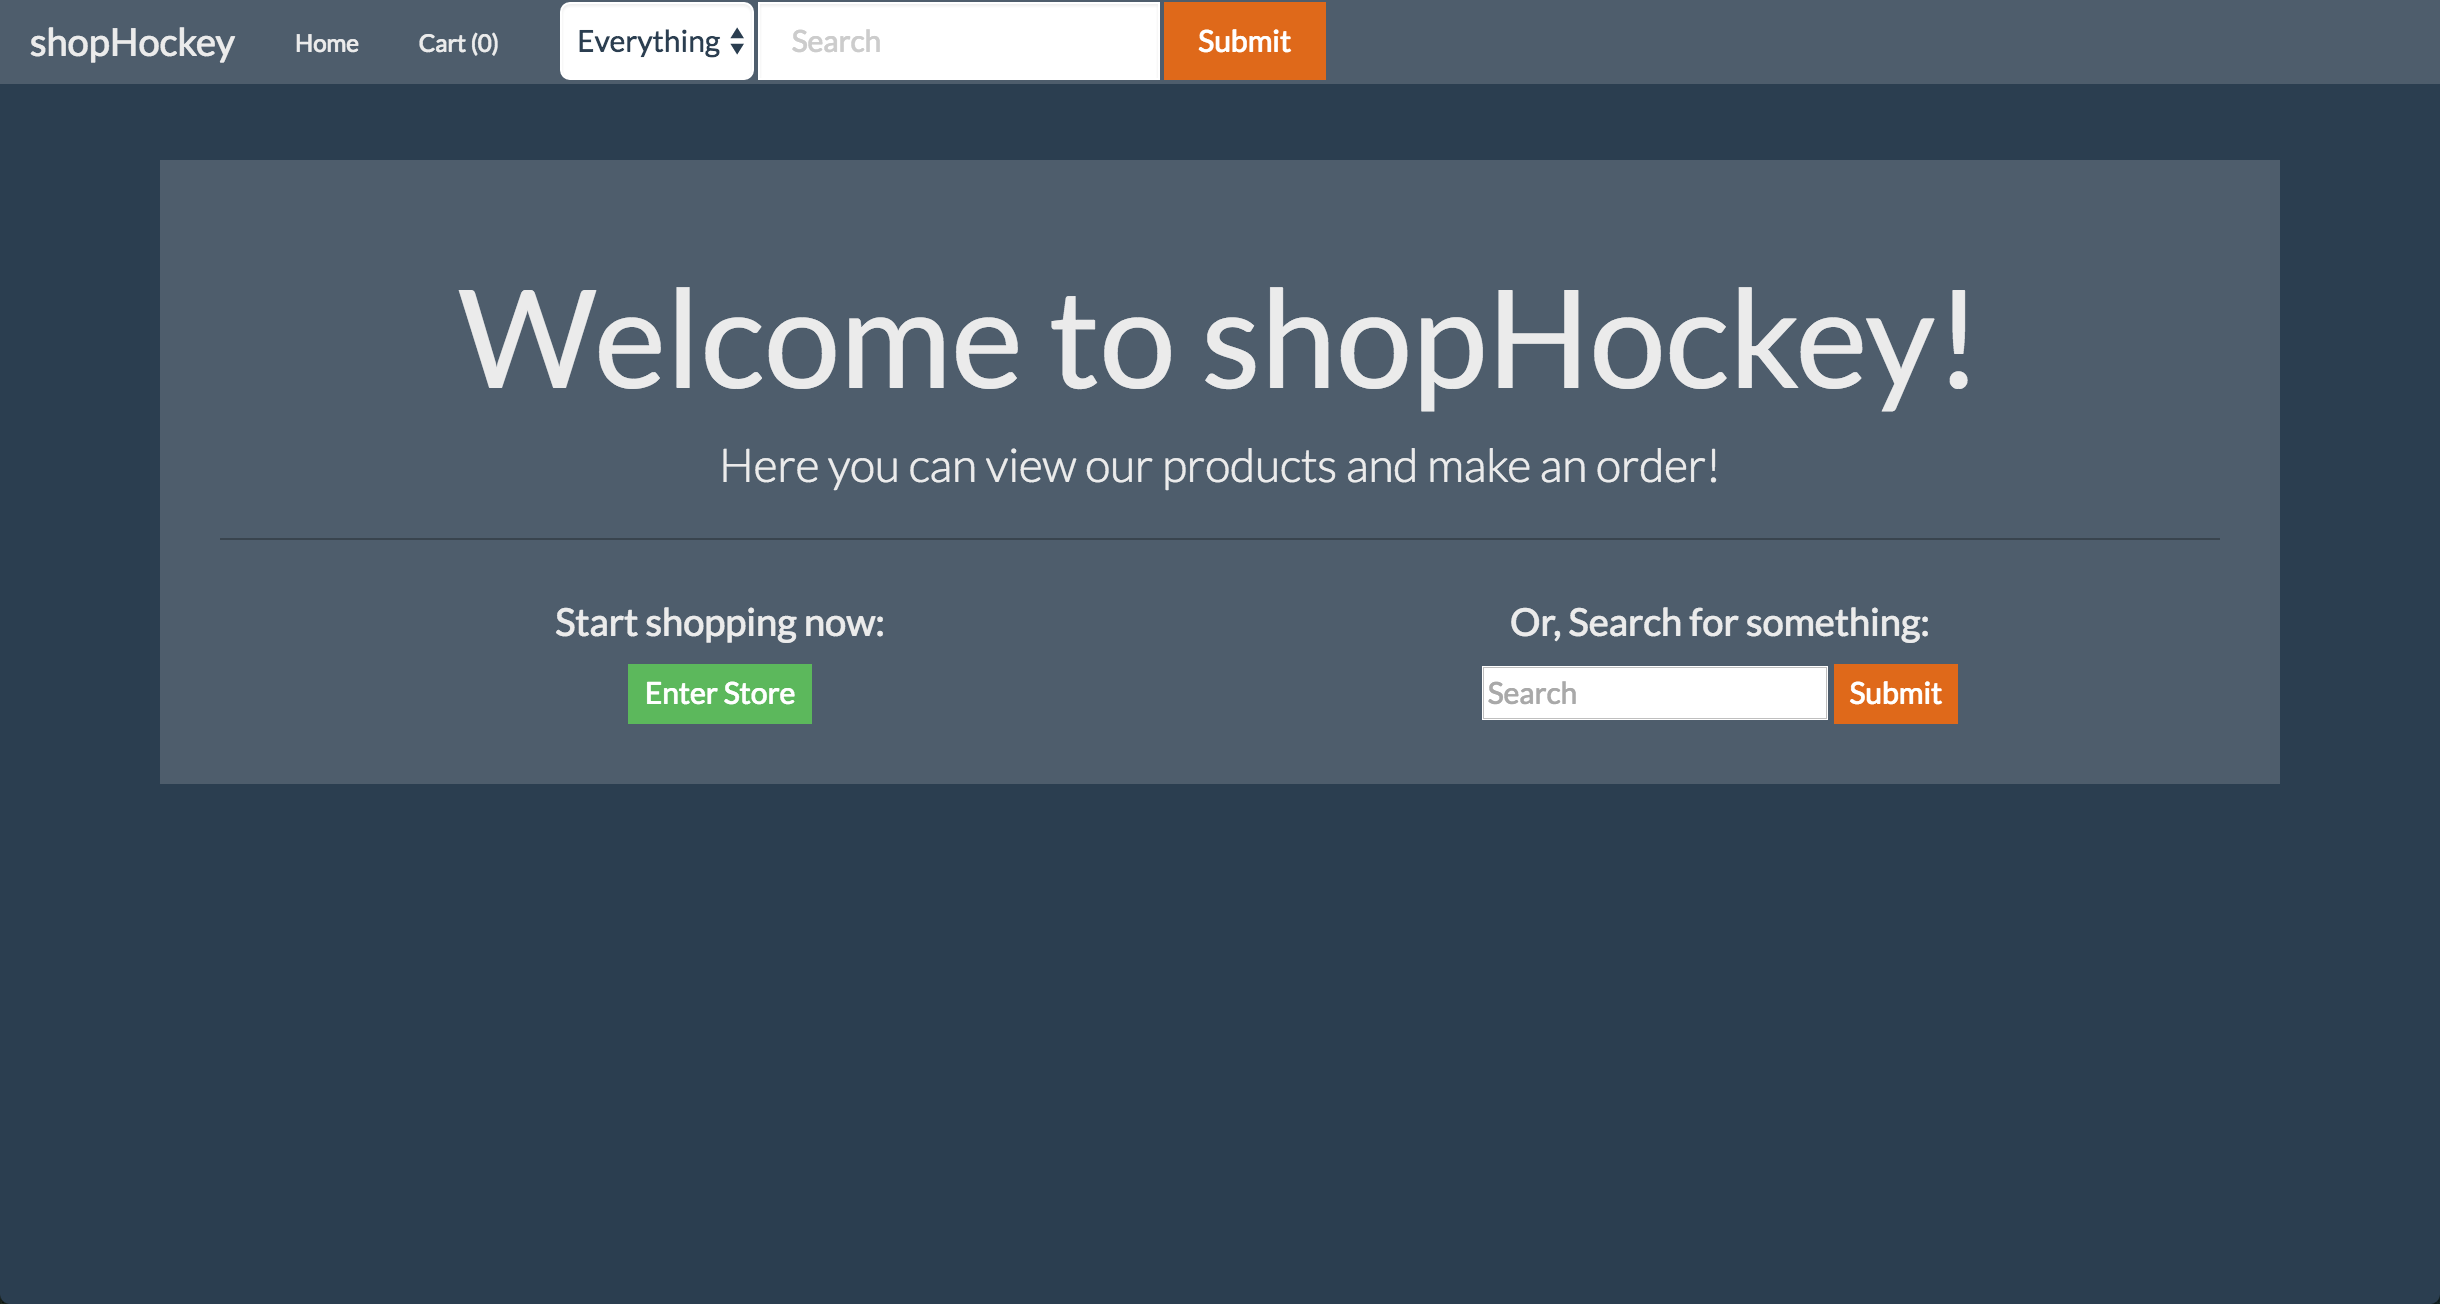 shopHockey Home Cart (0) Everything Search Submit
Welcome to shopHockey!
Here you can view our products and make an order!
Start shopping now:
Enter Store
Or, Search for something:
Search Submit